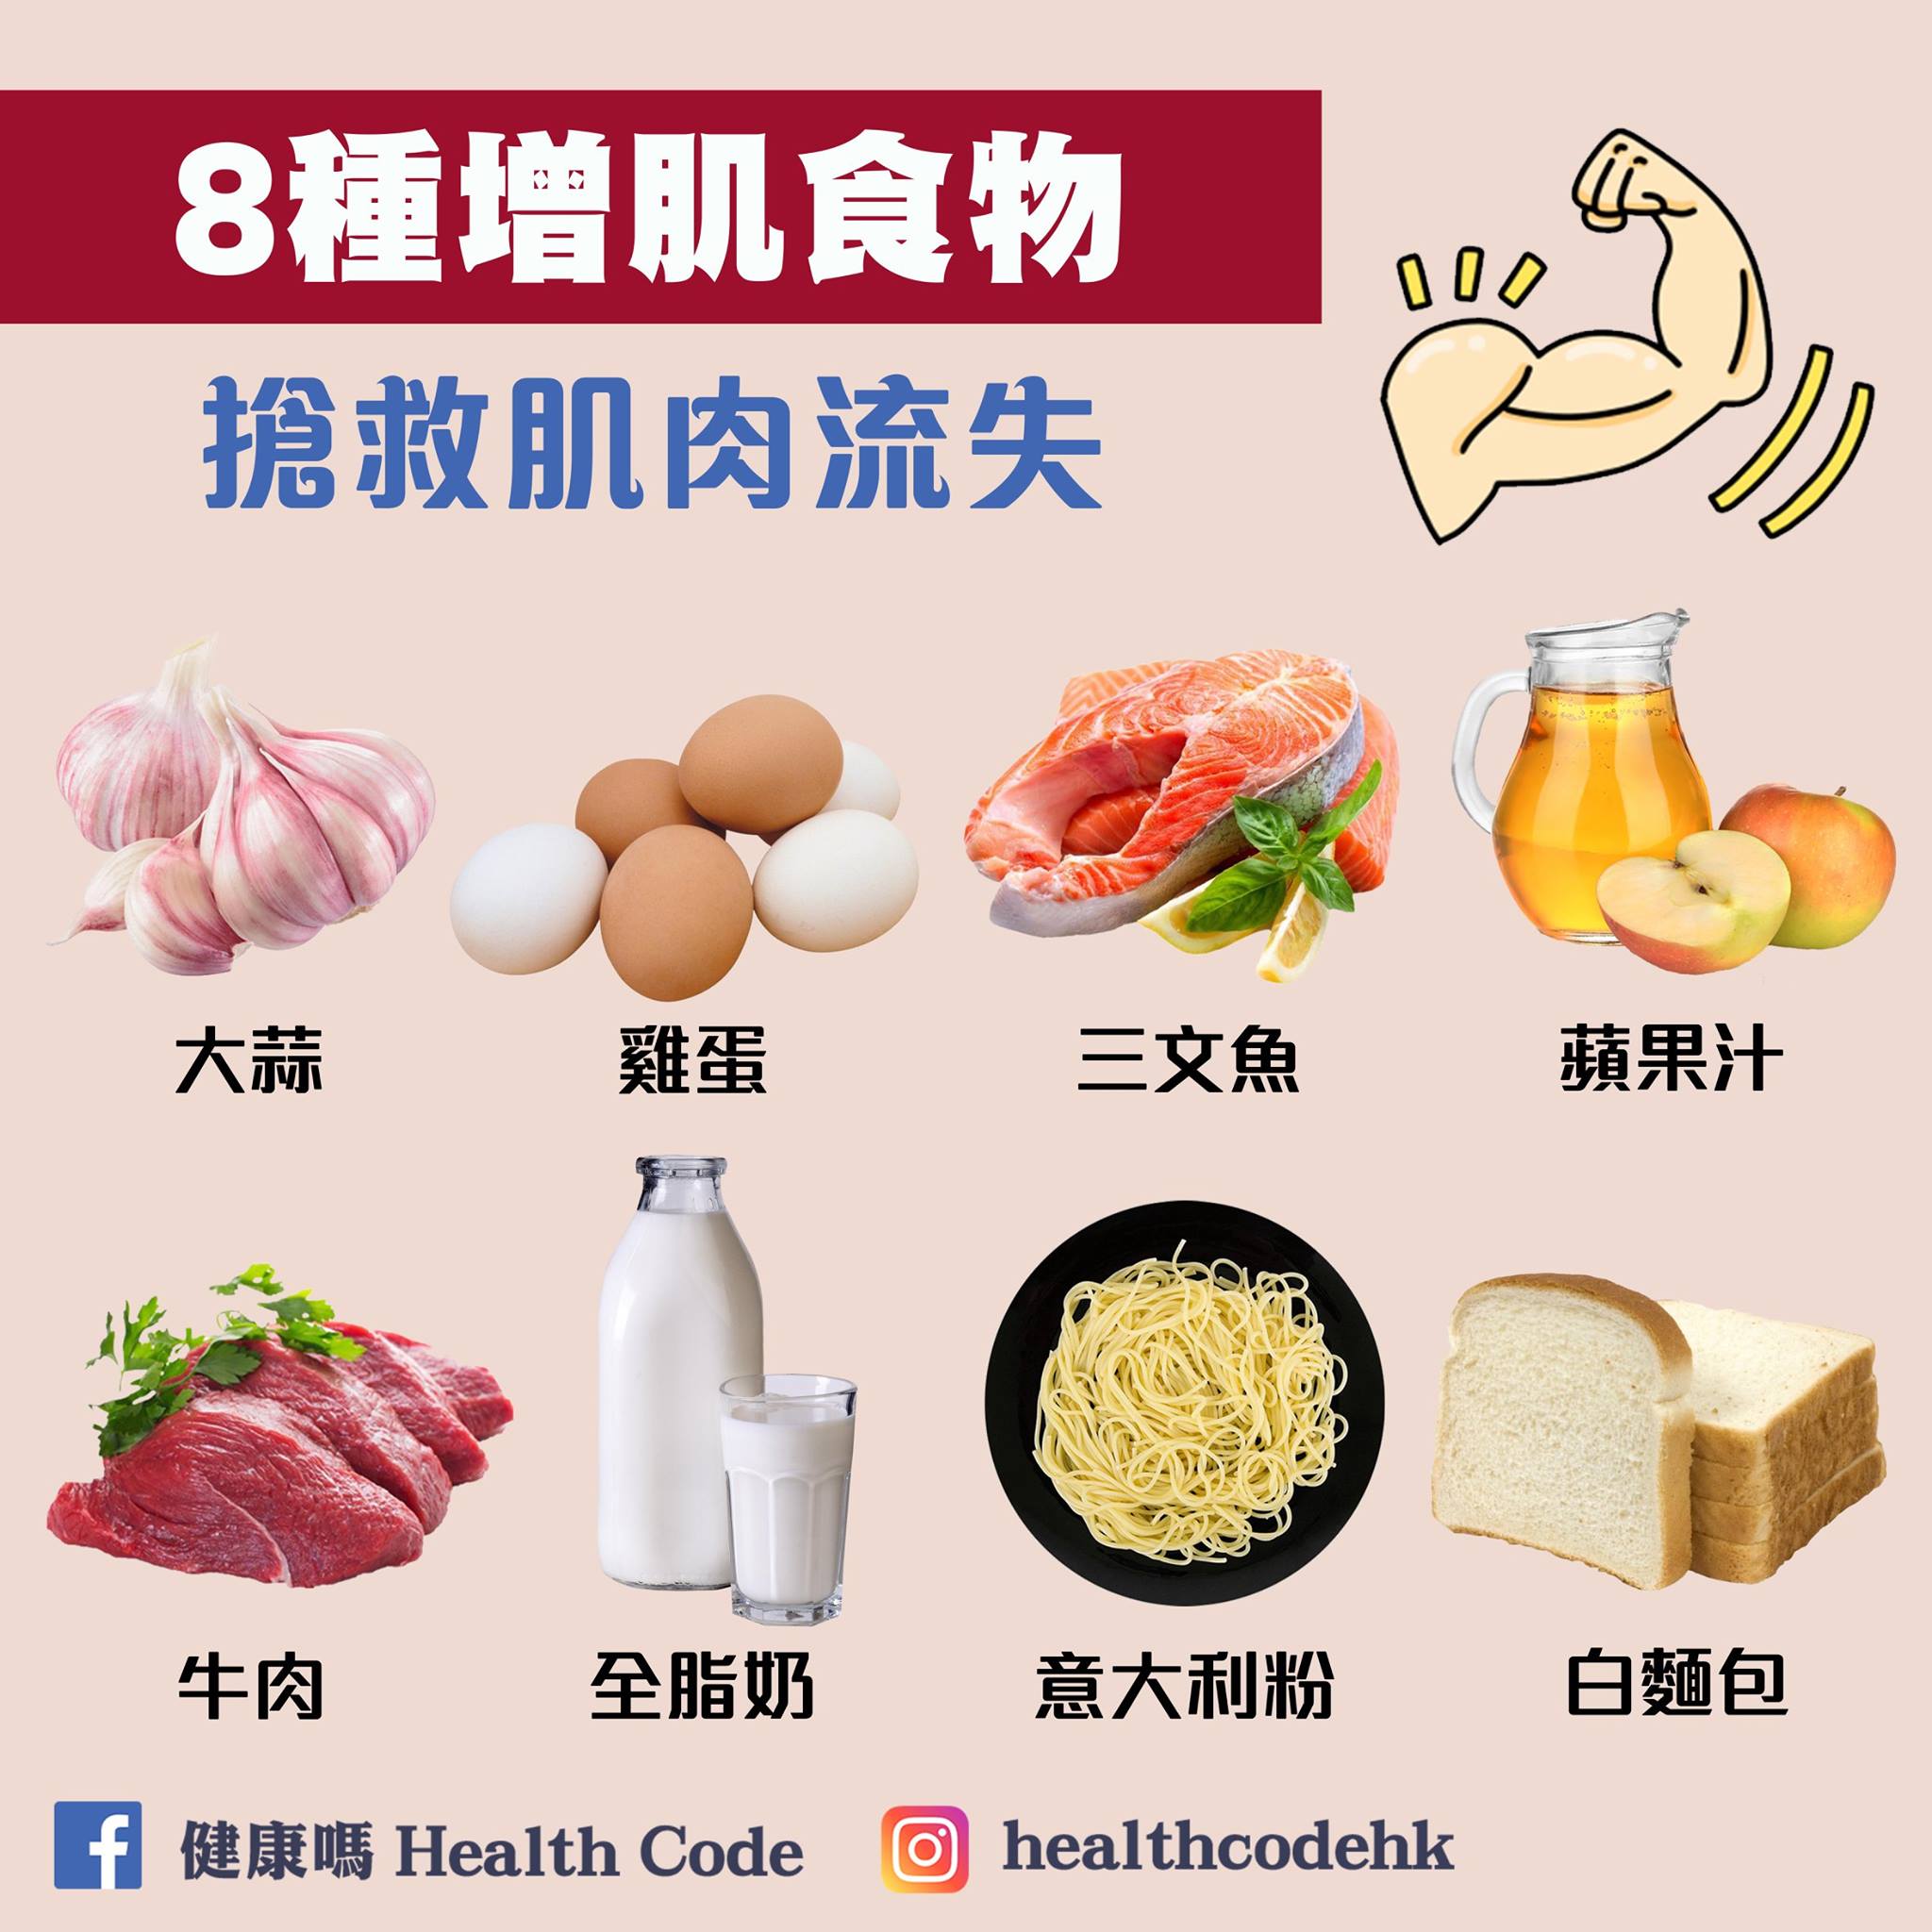 8種增肌食物
搶救肌肉流失
大蒜
雞蛋
三文魚
蘋果汁
牛肉
全脂奶
意大利粉
白麵包
健康嗎 Health Code
healthcodehk